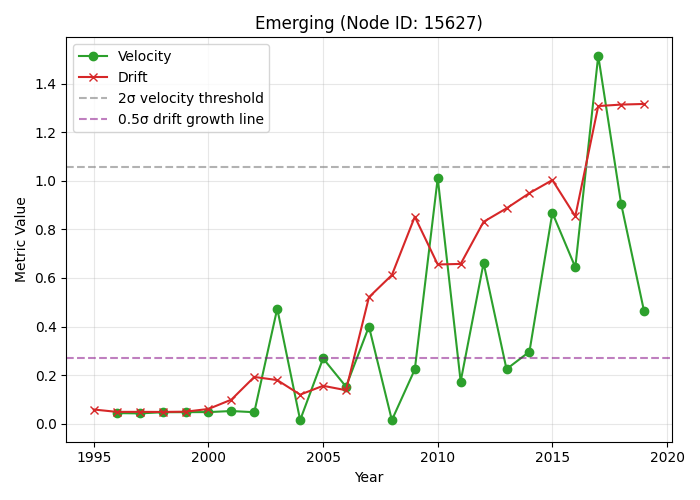 Emerging (Node ID: 15627)
Velocity
Drift
2σ velocity threshold
0.5σ drift growth line
Metric Value
1.4
1.2
1.0
0.8
0.6
0.4
0.2
0.0
1995 2000 2005 2010 2015 2020
Year